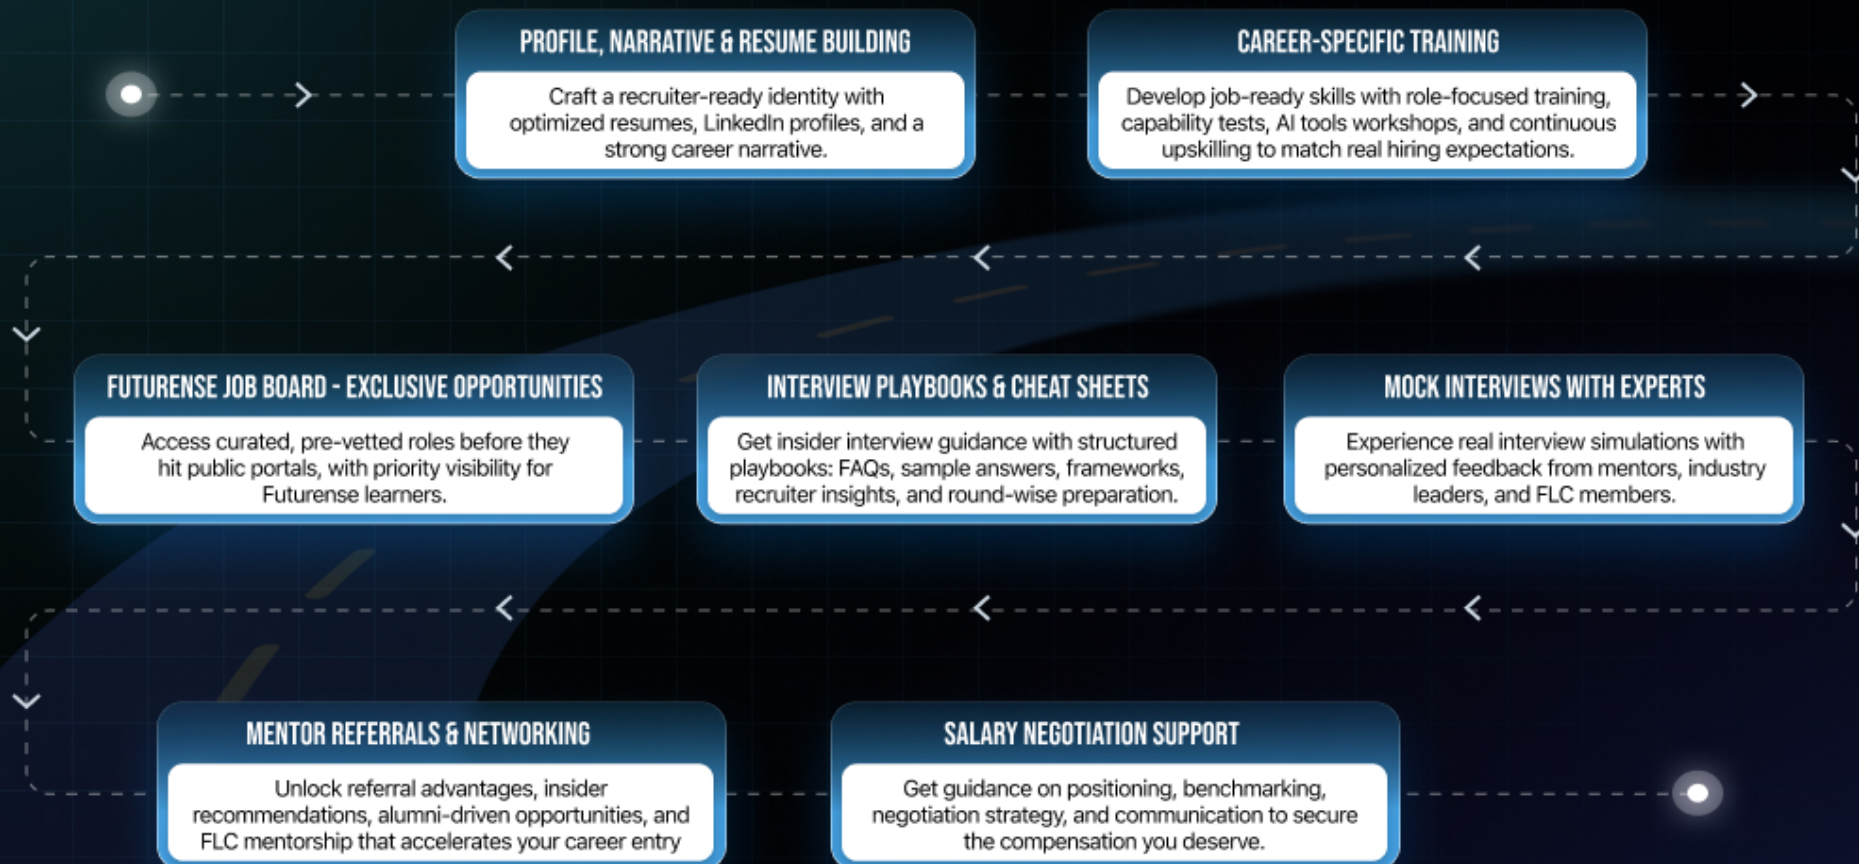 PROFILE, NARRATIVE & RESUME BUILDING
Craft a recruiter-ready identity with
optimized resumes, LinkedIn profiles, and a
strong career narrative.
CAREER-SPECIFIC TRAINING
Develop job-ready skills with role-focused training,
capability tests, AI tools workshops, and continuous
upskilling to match real hiring expectations.
FUTURENSE JOB BOARD - EXCLUSIVE OPPORTUNITIES
Access curated, pre-vetted roles before they
hit public portals, with priority visibility for
Futurense learners.
INTERVIEW PLAYBOOKS & CHEAT SHEETS
Get insider interview guidance with structured
playbooks: FAQs, sample answers, frameworks,
recruiter insights, and round-wise preparation.
MOCK INTERVIEWS WITH EXPERTS
Experience real interview simulations with
personalized feedback from mentors, industry
leaders, and FLC members.
MENTOR REFERRALS & NETWORKING
Unlock referral advantages, insider
recommendations, alumni-driven opportunities, and
FLC mentorship that accelerates your career entry
SALARY NEGOTIATION SUPPORT
Get guidance on positioning, benchmarking,
negotiation strategy, and communication to secure
the compensation you deserve.